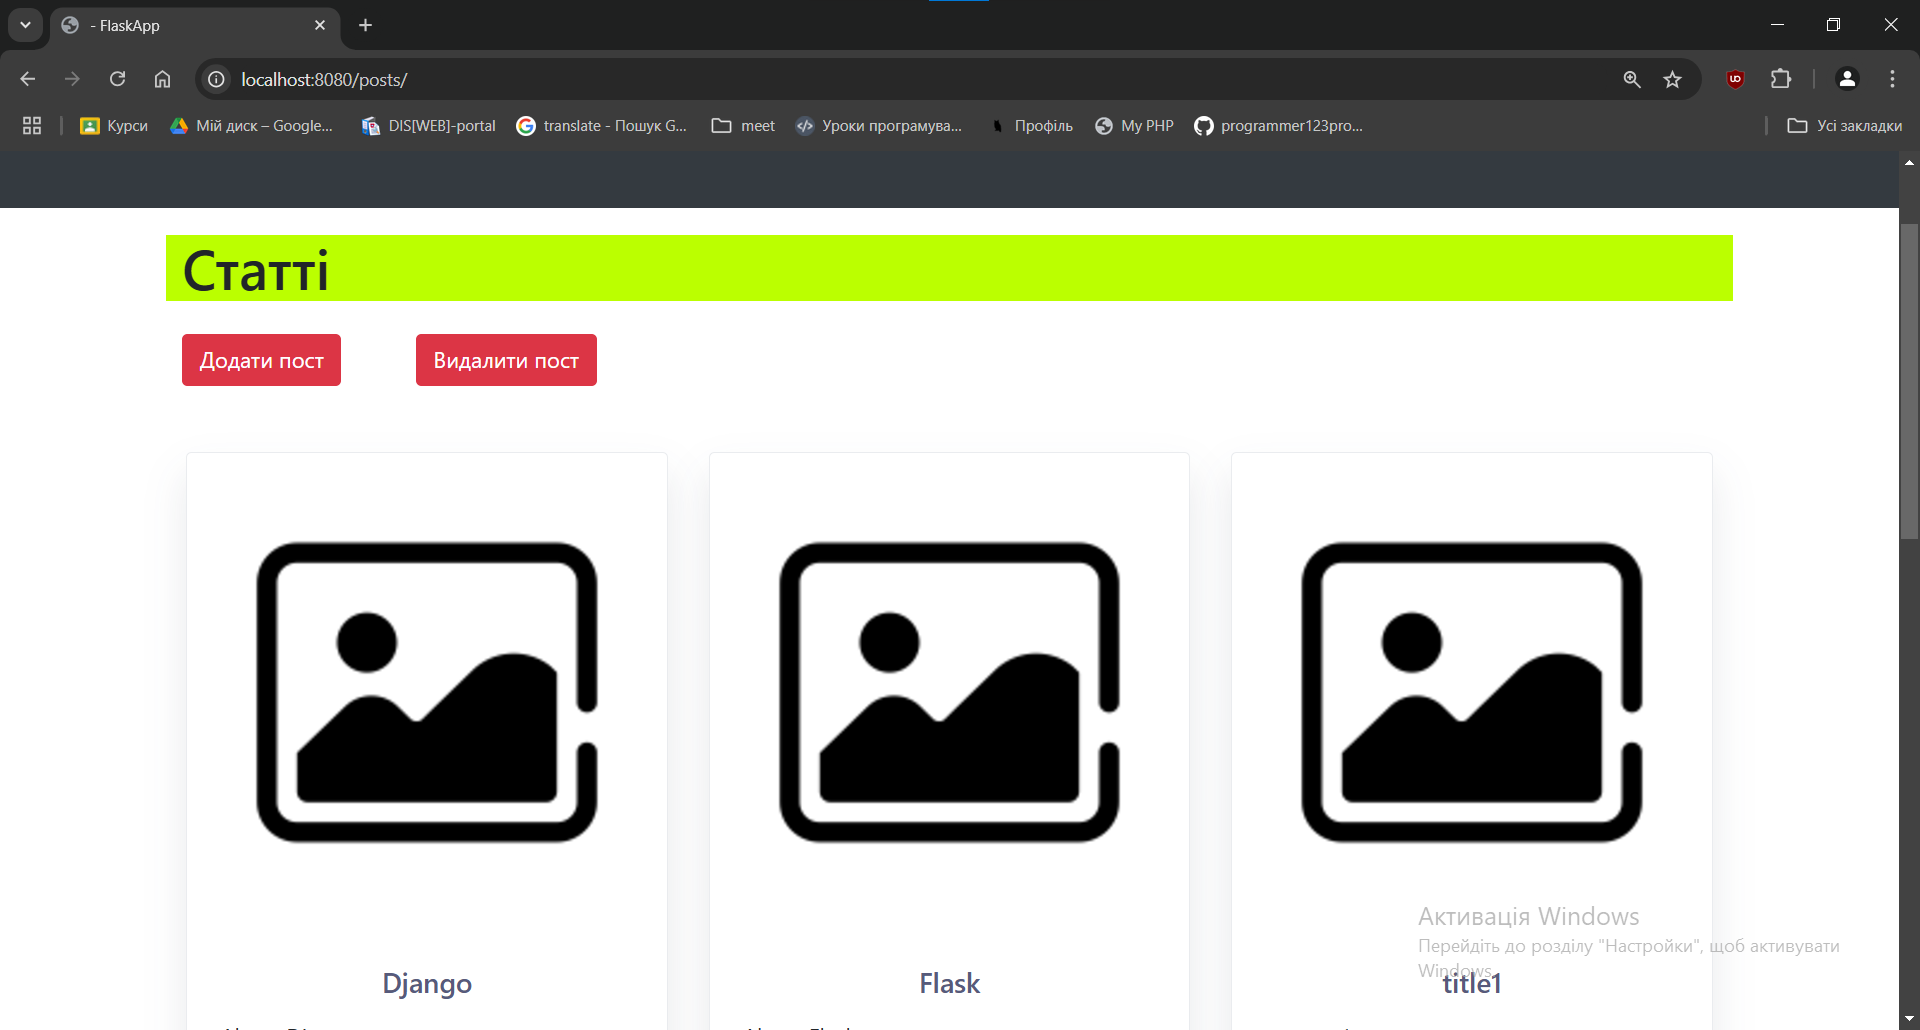 - FlaskApp
localhost:8080/posts/
Курси
Мій диск – Google...
DIS[WEB]-portal
translate - Пошук G...
meet
Уроки програмува...
Профіль
My PHP
programmer123pro...
Усі закладки
Статті
Додати пост
Видалити пост
Активація Windows
Перейдіть до розділу "Настройки", щоб активувати
Windows.
Django
Flask
title1